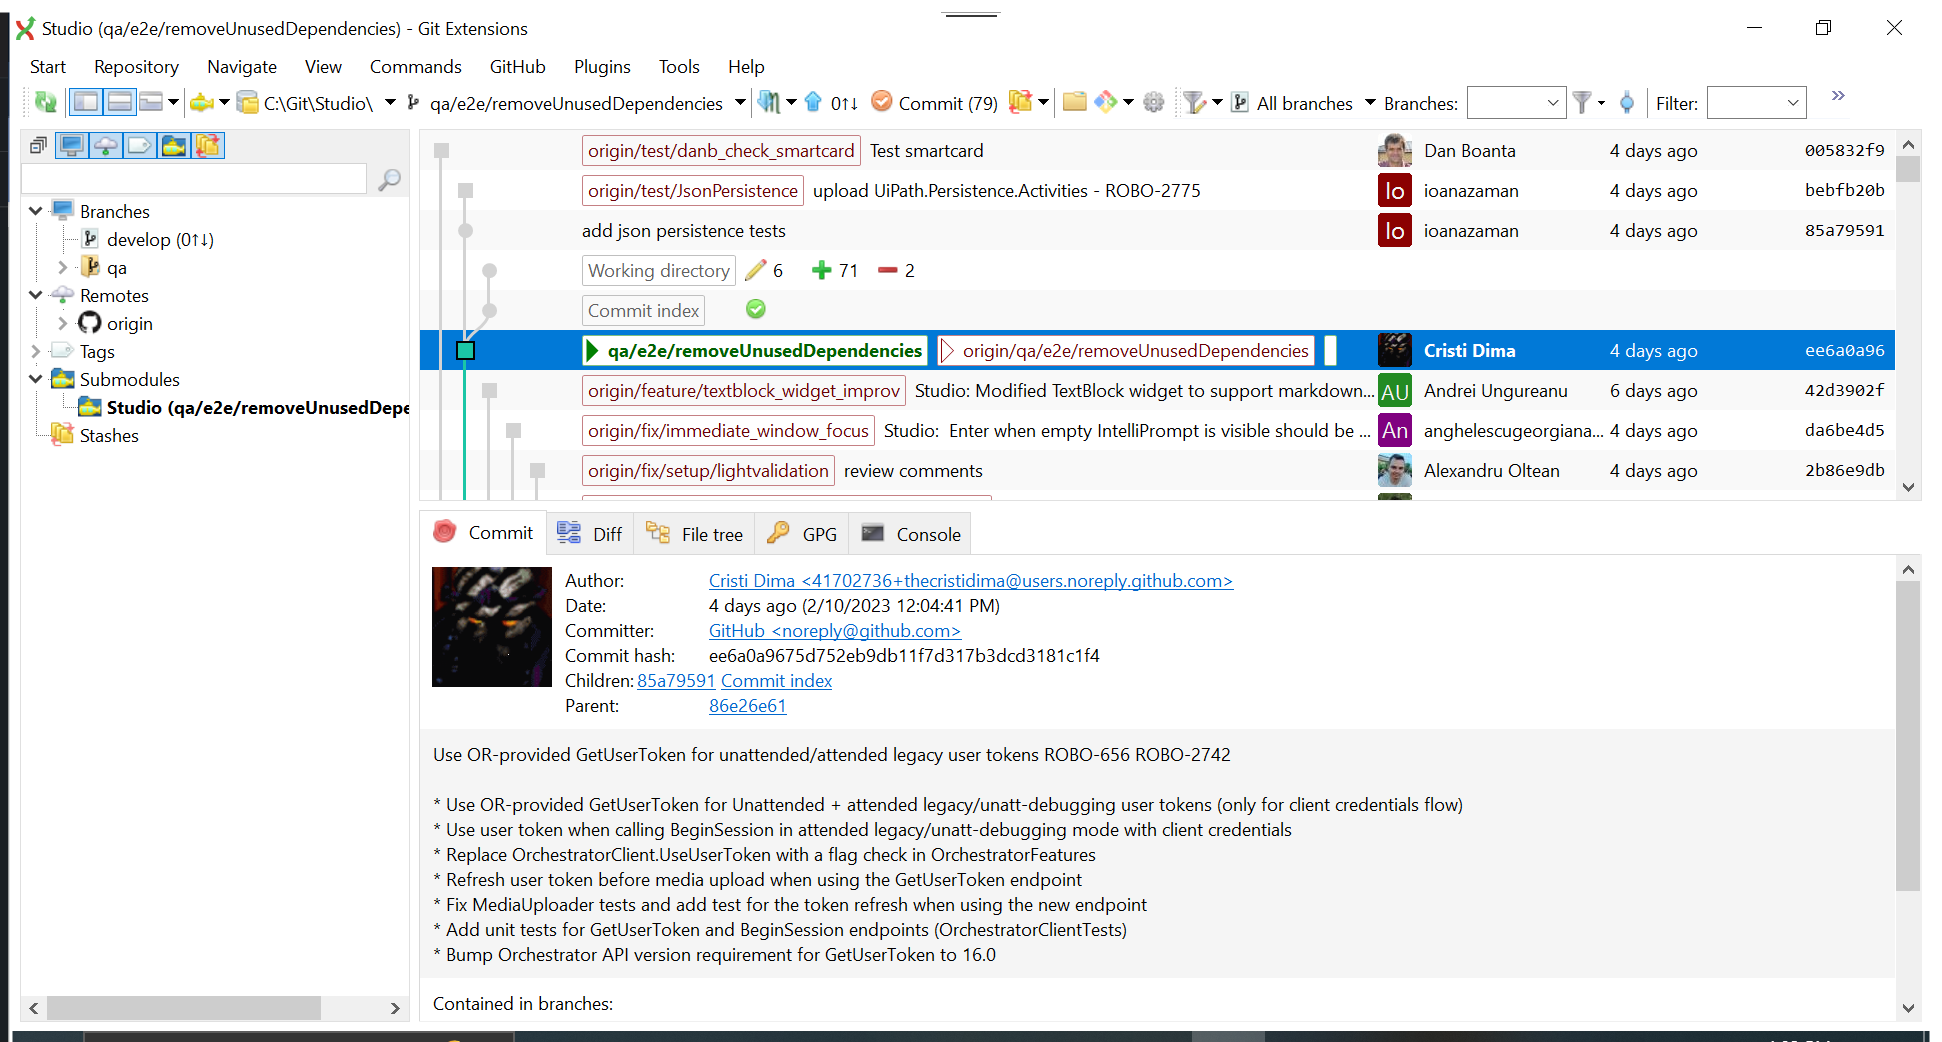 Studio (qa/e2e/removeUnusedDependencies) - Git Extensions
Start Repository Navigate View Commands GitHub Plugins Tools Help
C:\Git\Studio\ qa/e2e/removeUnusedDependencies 0↑↓ Commit (79) All branches Branches: Filter: »
origin/test/danb_check_smartcard Test smartcard Dan Boanta 4 days ago 005832f9
origin/test/JsonPersistence upload UiPath.Persistence.Activities - ROBO-2775 Io ioanazaman 4 days ago bebfb20b
add json persistence tests Io ioanazaman 4 days ago 85a79591
Working directory 6 71 2
Commit index
qa/e2e/removeUnusedDependencies origin/qa/e2e/removeUnusedDependencies Cristi Dima 4 days ago ee6a0a96
origin/feature/textblock_widget_improv Studio: Modified TextBlock widget to support markdown... AU Andrei Ungureanu 6 days ago 42d3902f
origin/fix/immediate_window_focus Studio: Enter when empty IntelliPrompt is visible should be ... An anghelescugeorgiana... 4 days ago da6be4d5
origin/fix/setup/lightvalidation review comments Alexandru Oltean 4 days ago 2b86e9db
Branches
develop (0↑↓)
qa
Remotes
origin
Tags
Submodules
Studio (qa/e2e/removeUnusedDepe
Stashes
Commit Diff File tree GPG Console
Author: Cristi Dima <41702736+thecristidima@users.noreply.github.com>
Date: 4 days ago (2/10/2023 12:04:41 PM)
Committer: GitHub <noreply@github.com>
Commit hash: ee6a0a9675d752eb9db11f7d317b3dcd3181c1f4
Children: 85a79591 Commit index
Parent: 86e26e61
Use OR-provided GetUserToken for unattended/attended legacy user tokens ROBO-656 ROBO-2742
* Use OR-provided GetUserToken for Unattended + attended legacy/unatt-debugging user tokens (only for client credentials flow)
* Use user token when calling BeginSession in attended legacy/unatt-debugging mode with client credentials
* Replace OrchestratorClient.UseUserToken with a flag check in OrchestratorFeatures
* Refresh user token before media upload when using the GetUserToken endpoint
* Fix MediaUploader tests and add test for the token refresh when using the new endpoint
* Add unit tests for GetUserToken and BeginSession endpoints (OrchestratorClientTests)
* Bump Orchestrator API version requirement for GetUserToken to 16.0
Contained in branches: